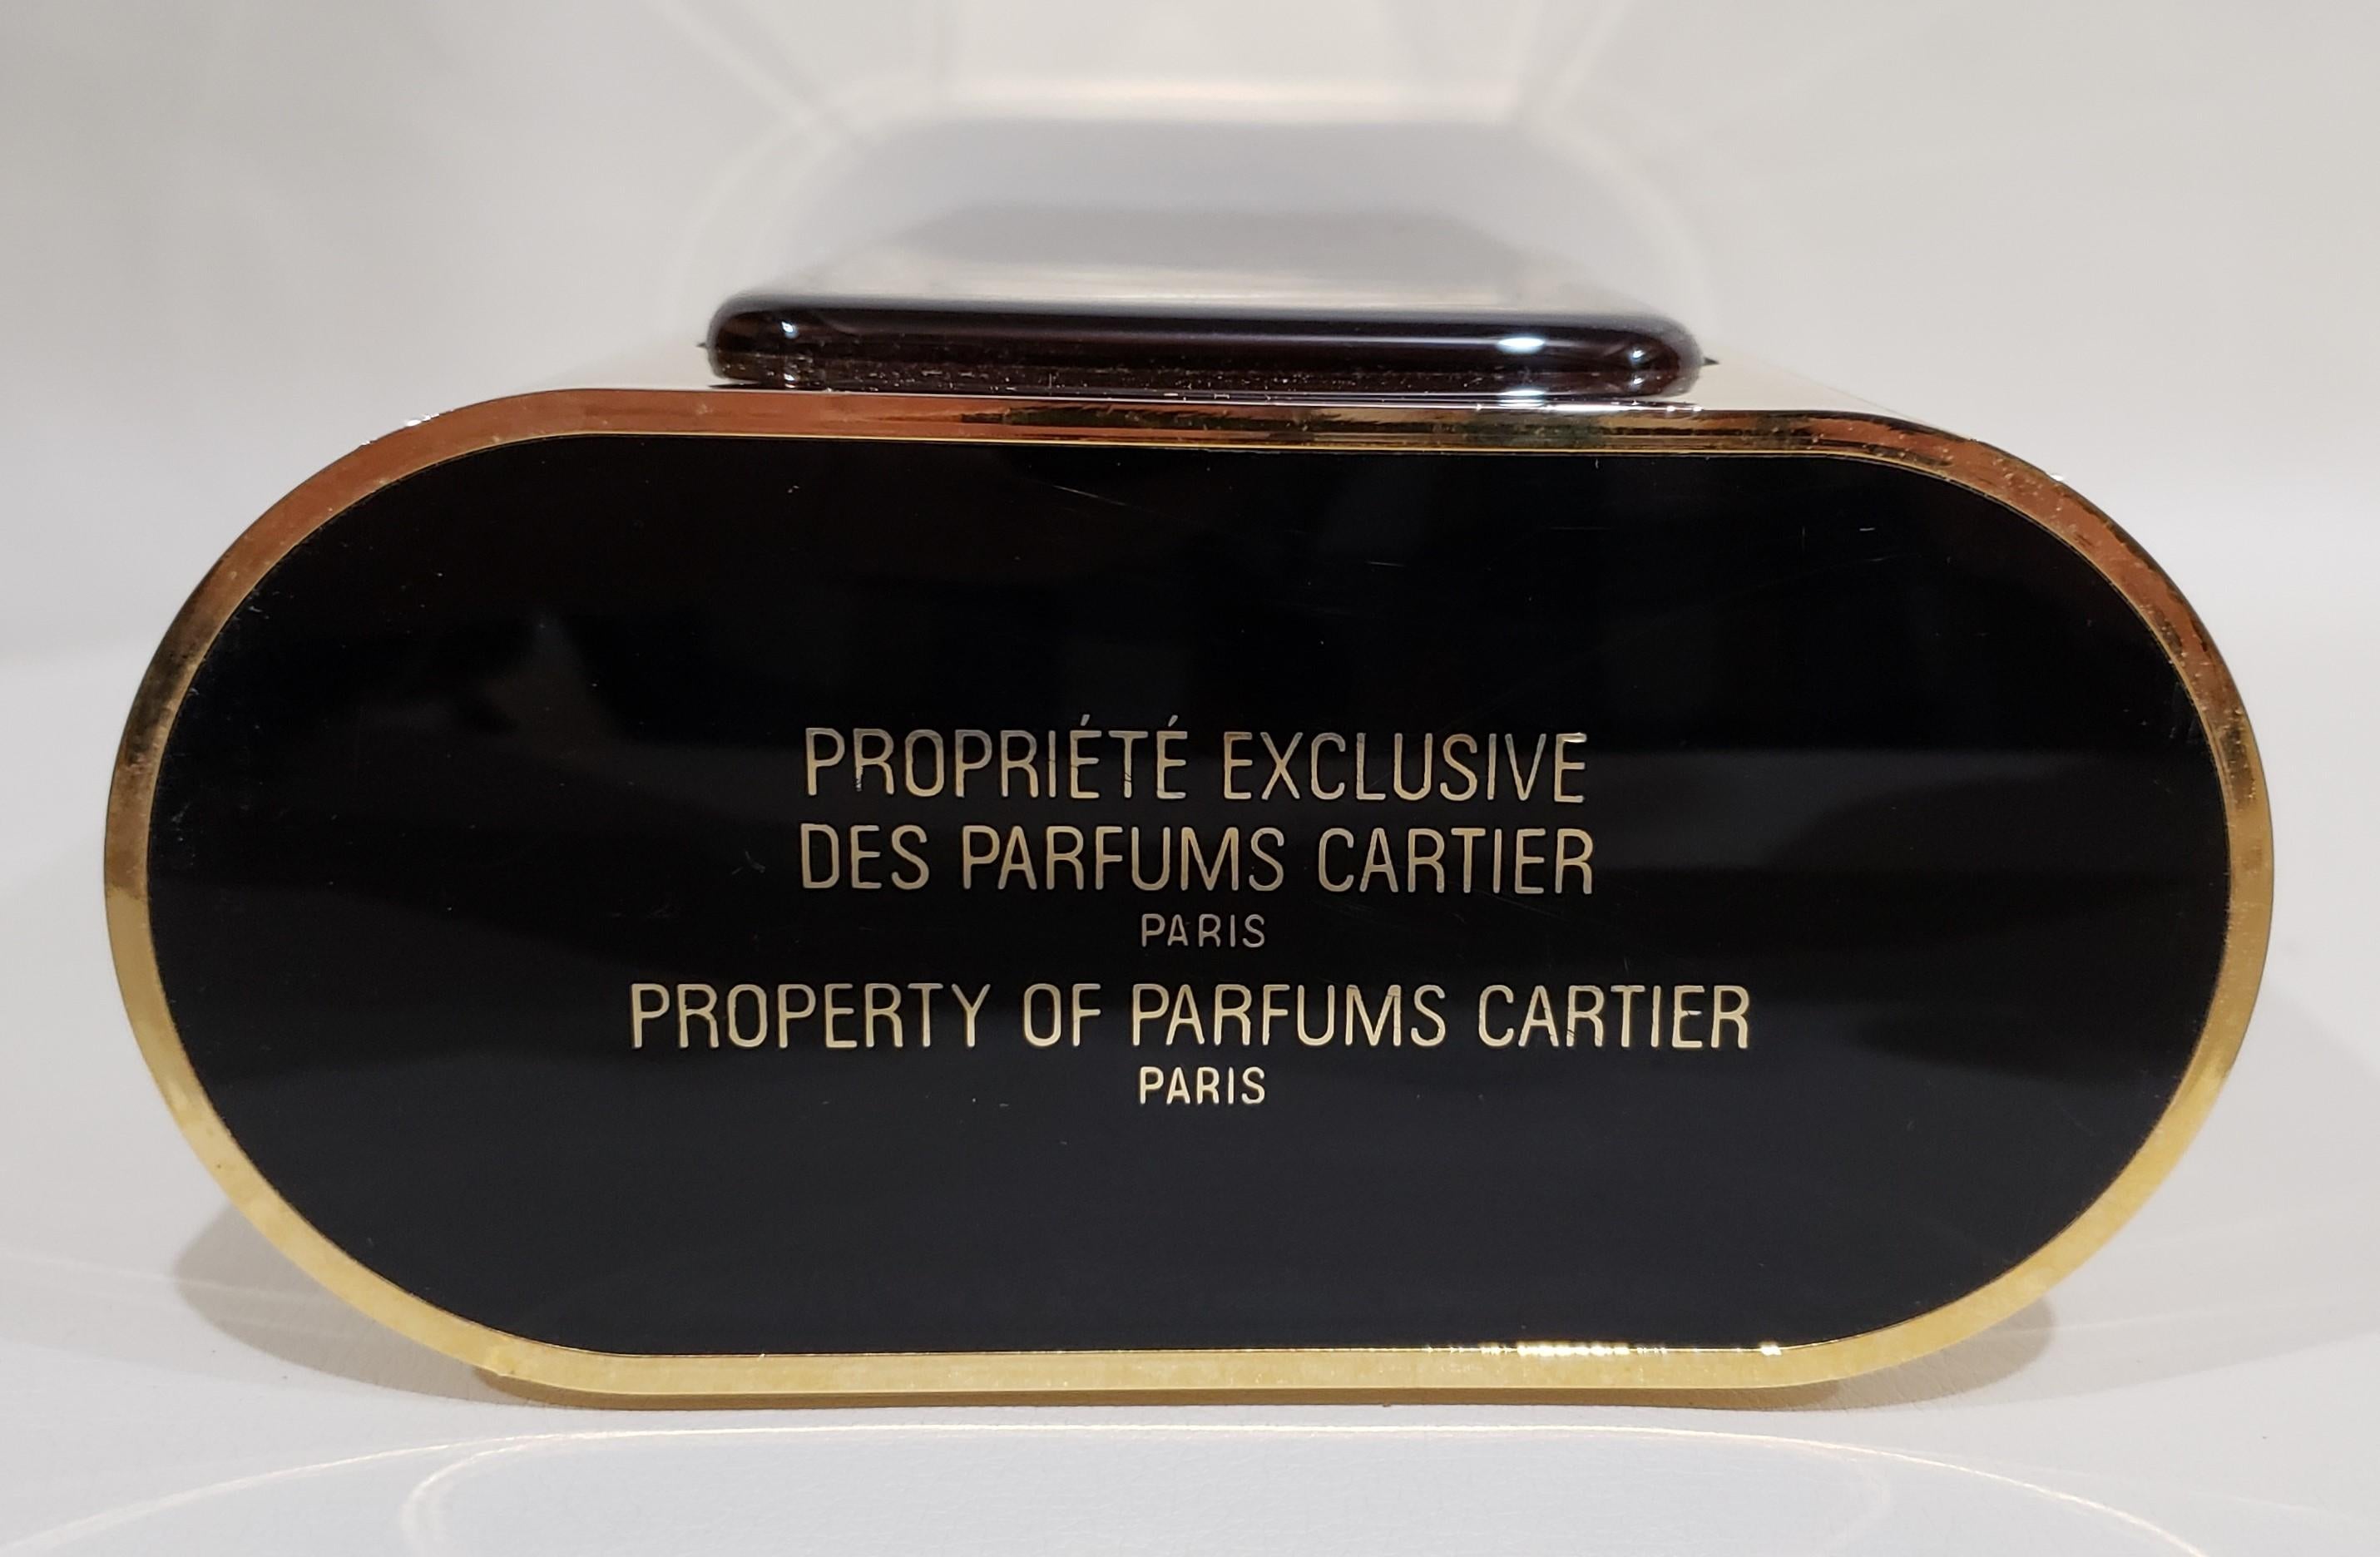 PROPRIÉTÉ EXCLUSIVE
DES PARFUMS CARTIER
PARIS
PROPERTY OF PARFUMS CARTIER
PARIS